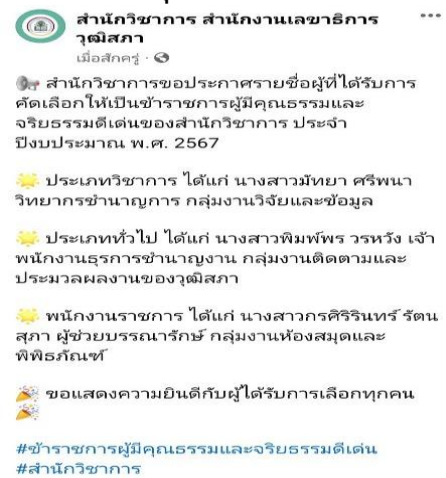 สำนักวิชาการ สำนักงานเลขาธิการ
วุฒิสภา
เมื่อสักครู่ ·
สำนักวิชาการขอประกาศรายชื่อผู้ที่ได้รับการ
คัดเลือกให้เป็นข้าราชการผู้มีคุณธรรมและ
จริยธรรมดีเด่นของสำนักวิชาการ ประจำ
ปีงบประมาณ พ.ศ. 2567
ประเภทวิชาการ ได้แก่ นางสาวมัทยา ศรีพนา
วิทยากรชำนาญการ กลุ่มงานวิจัยและข้อมูล
ประเภททั่วไป ได้แก่ นางสาวพิมพ์พร วรหวัง เจ้า
พนักงานธุรการชำนาญงาน กลุ่มงานติดตามและ
ประมวลผลงานของวุฒิสภา
พนักงานราชการ ได้แก่ นางสาวกรศิริรินทร์ รัตน
สุภา ผู้ช่วยบรรณารักษ์ กลุ่มงานห้องสมุดและ
พิพิธภัณฑ์
ขอแสดงความยินดีกับผู้ได้รับการเลือกทุกคน
#ข้าราชการผู้มีคุณธรรมและจริยธรรมดีเด่น
#สำนักวิชาการ